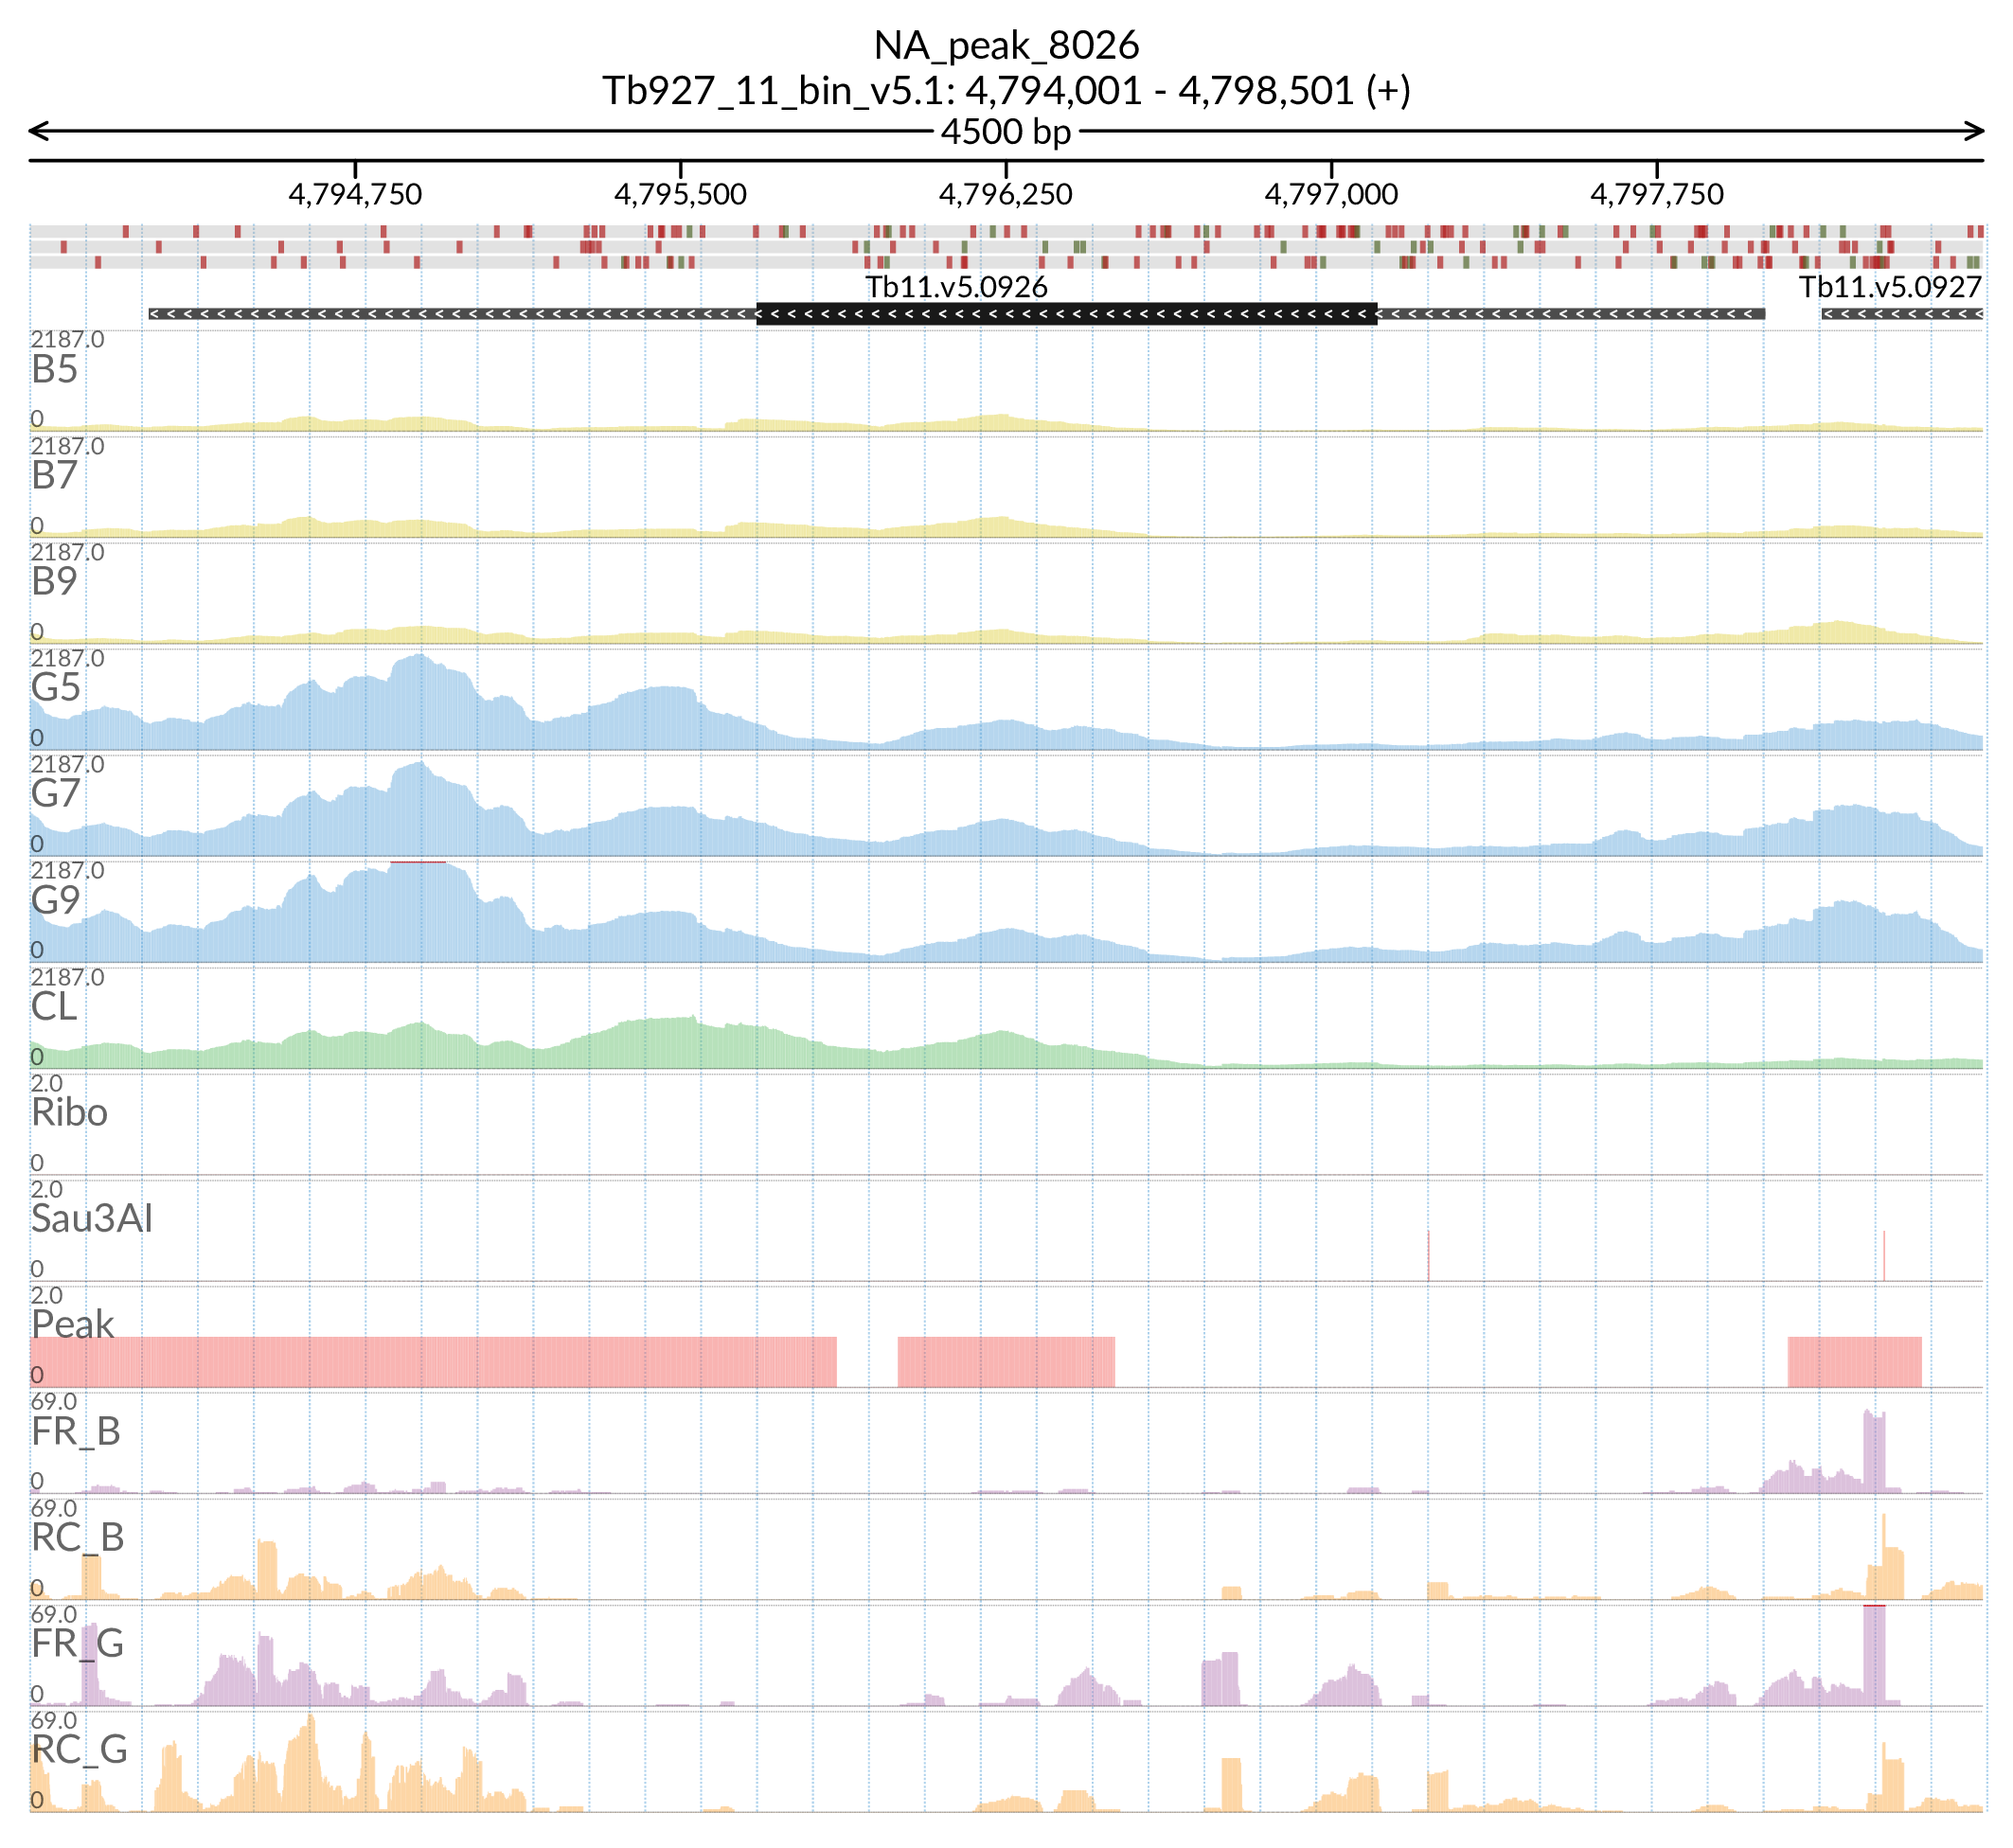 NA_peak_8026
Tb927_11_bin_v5.1: 4,794,001 - 4,798,501 (+)
4500 bp
4,794,750 4,795,500 4,796,250 4,797,000 4,797,750
Tb11.v5.0926 Tb11.v5.0927
2187.0
B5
0
2187.0
B7
0
2187.0
B9
0
2187.0
G5
0
2187.0
G7
0
2187.0
G9
0
2187.0
CL
0
2.0
Ribo
0
2.0
Sau3AI
0
2.0
Peak
0
69.0
FR_B
0
69.0
RC_B
0
69.0
FR_G
0
69.0
RC_G
0